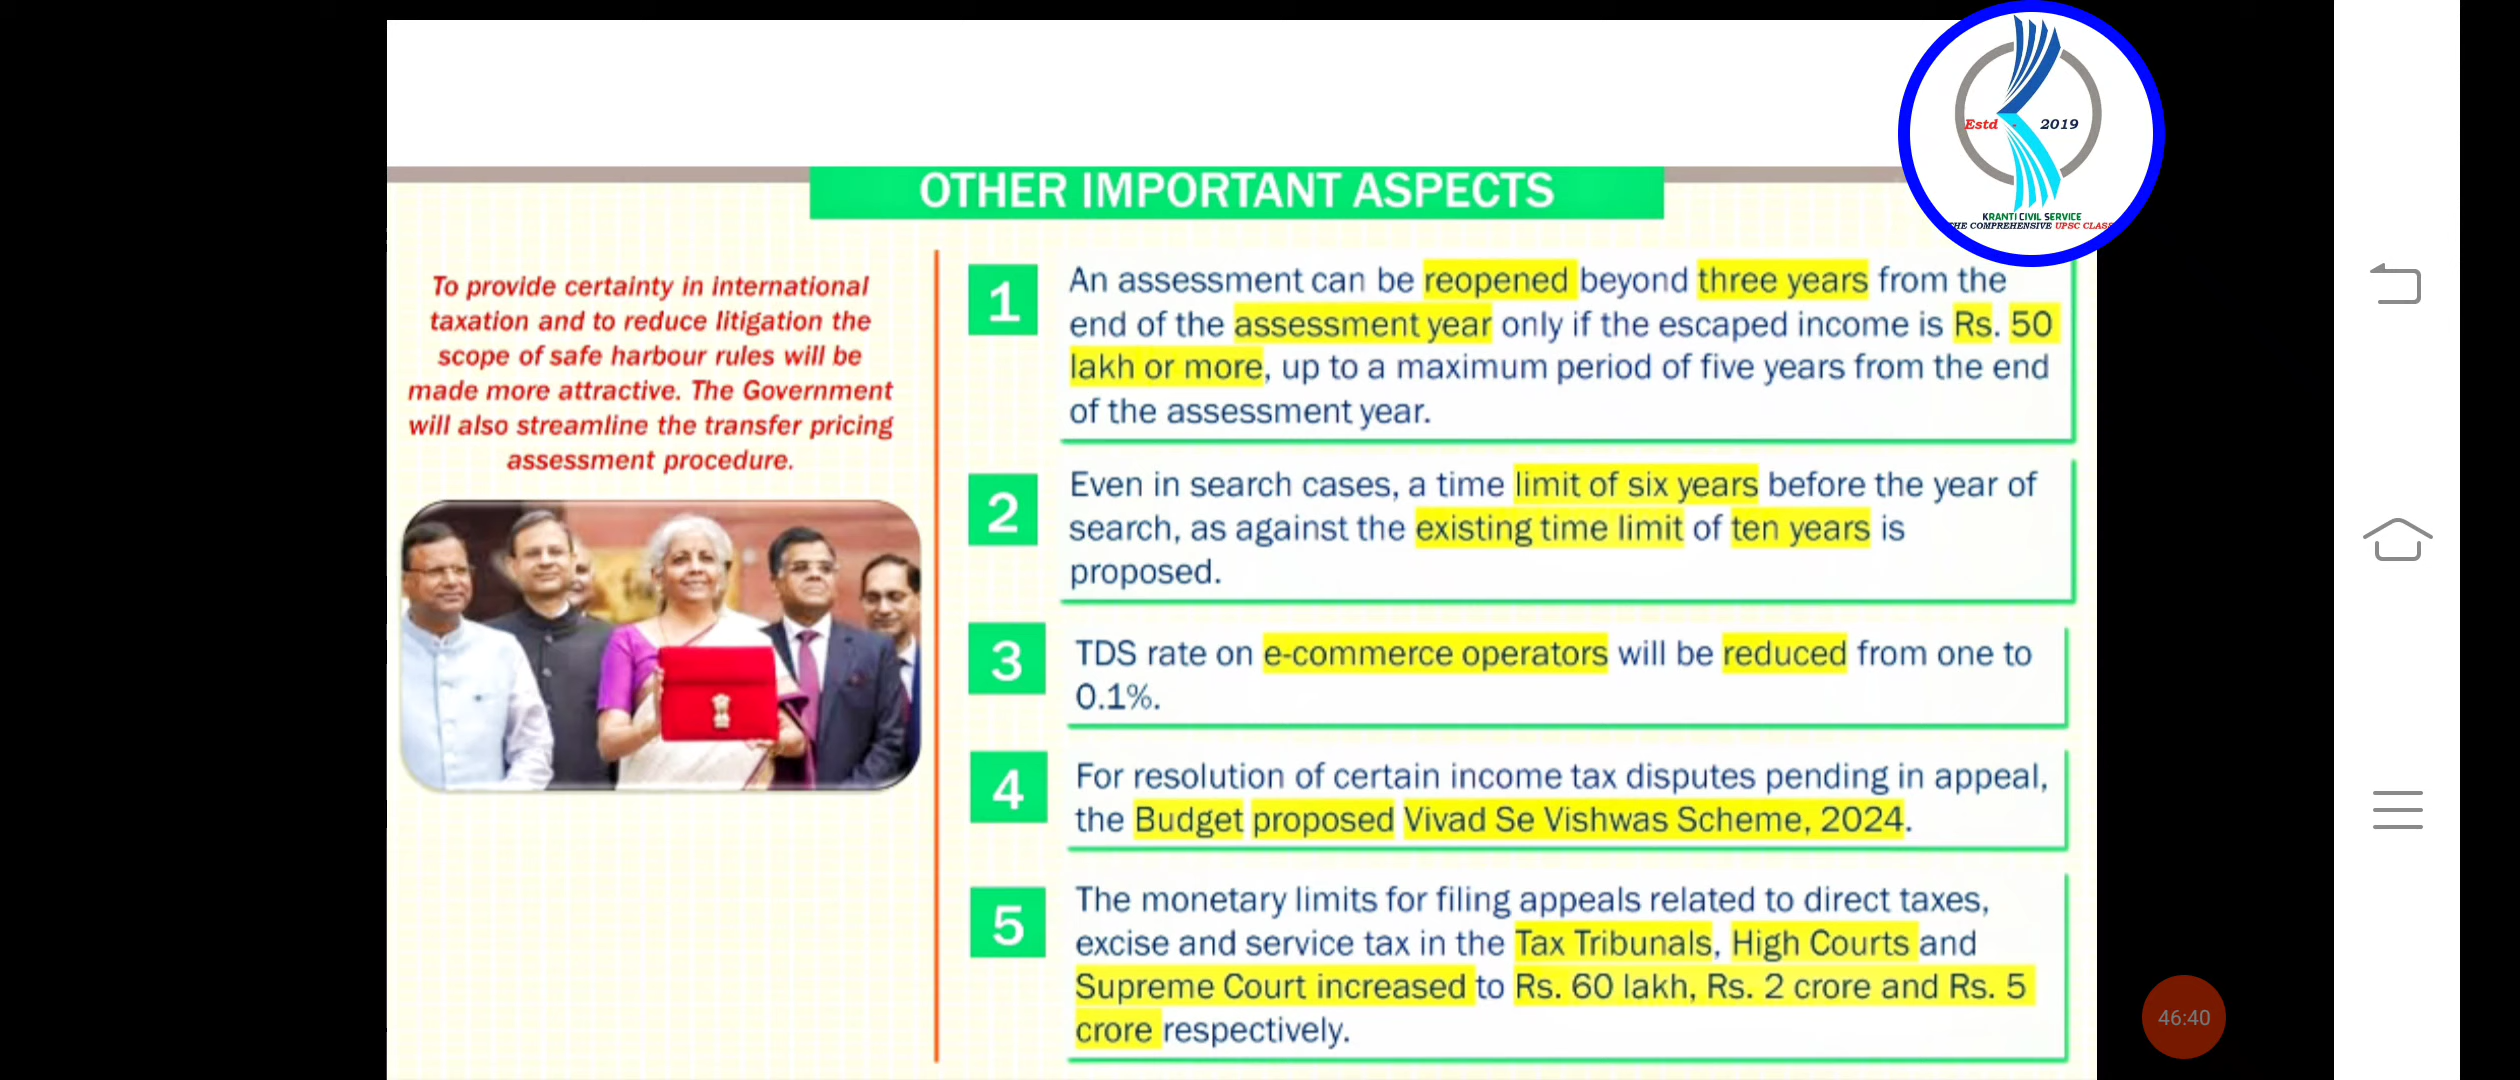 Estd - 2019
KRANTI CIVIL SERVICE
THE COMPREHENSIVE UPSC CLASS
OTHER IMPORTANT ASPECTS
To provide certainty in international
taxation and to reduce litigation the
scope of safe harbour rules will be
made more attractive. The Government
will also streamline the transfer pricing
assessment procedure.
1
An assessment can be reopened beyond three years from the
end of the assessment year only if the escaped income is Rs. 50
lakh or more, up to a maximum period of five years from the end
of the assessment year.
2
Even in search cases, a time limit of six years before the year of
search, as against the existing time limit of ten years is
proposed.
3
TDS rate on e-commerce operators will be reduced from one to
0.1%.
4
For resolution of certain income tax disputes pending in appeal,
the Budget proposed Vivad Se Vishwas Scheme, 2024.
5
The monetary limits for filing appeals related to direct taxes,
excise and service tax in the Tax Tribunals, High Courts and
Supreme Court increased to Rs. 60 lakh, Rs. 2 crore and Rs. 5
crore respectively.
46:40